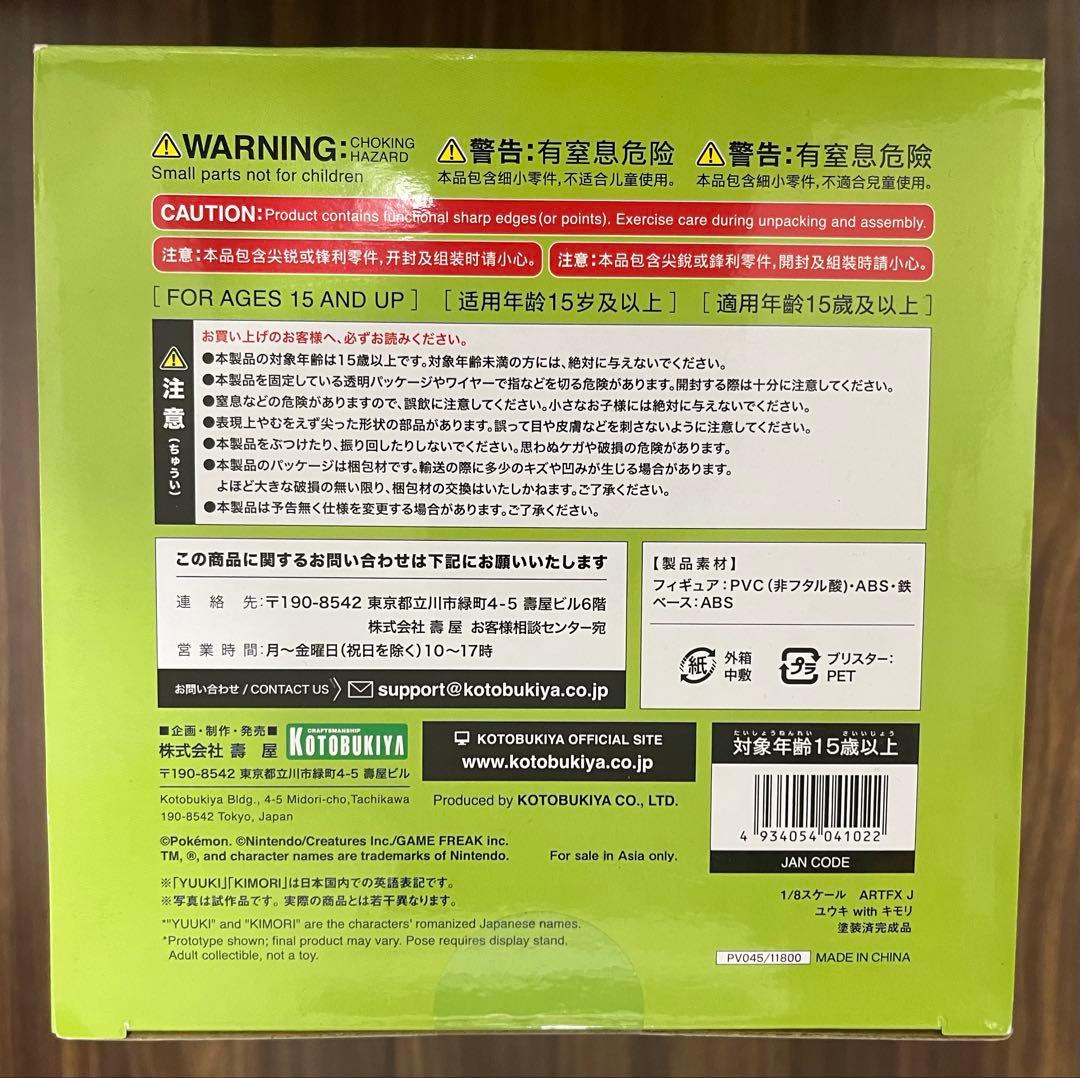 ⚠WARNING: CHOKING HAZARD
Small parts not for children
⚠警告:有窒息危险
本品包含细小零件,不适合儿童使用。
⚠警告:有窒息危險
本品包含細小零件,不適合兒童使用。
CAUTION: Product contains functional sharp edges (or points). Exercise care during unpacking and assembly.
注意:本品包含尖锐或锋利零件,开封及组装时请小心。
注意:本品包含尖銳或鋒利零件,開封及組裝時請小心。
[ FOR AGES 15 AND UP ] [ 适用年龄15岁及以上 ] [ 適用年齡15歲及以上 ]
⚠注意(ちゅうい)
お買い上げのお客様へ、必ずお読みください。
●本製品の対象年齢は15歳以上です。対象年齢未満の方には、絶対に与えないでください。
●本製品を固定している透明パッケージやワイヤーで指などを切る危険があります。開封する際は十分に注意してください。
●窒息などの危険がありますので、誤飲に注意してください。小さなお子様には絶対に与えないでください。
●表現上やむをえず尖った形状の部品があります。誤って目や皮膚などを刺さないように注意してください。
●本製品をぶつけたり、振り回したりしないでください。思わぬケガや破損の危険があります。
●本製品のパッケージは梱包材です。輸送の際に多少のキズや凹みが生じる場合があります。
よほど大きな破損の無い限り、梱包材の交換はいたしかねます。ご了承ください。
●本製品は予告無く仕様を変更する場合があります。ご了承ください。
この商品に関するお問い合わせは下記にお願いいたします
連絡先:〒190-8542 東京都立川市緑町4-5 壽屋ビル6階
株式会社 壽屋 お客様相談センター宛
営業時間:月〜金曜日(祝日を除く)10〜17時
お問い合わせ / CONTACT US 〉 support@kotobukiya.co.jp
【製品素材】
フィギュア:PVC (非フタル酸)・ABS・鉄
ベース:ABS
紙 外箱
中敷
プラ ブリスター:
PET
■企画・制作・発売■
株式会社 壽屋
CRAFTSMANSHIP
KOTOBUKIYA
〒190-8542 東京都立川市緑町4-5 壽屋ビル
Kotobukiya Bldg., 4-5 Midori-cho,Tachikawa
190-8542 Tokyo, Japan
KOTOBUKIYA OFFICIAL SITE
www.kotobukiya.co.jp
Produced by KOTOBUKIYA CO., LTD.
たいしょうねんれい さいいじょう
対象年齢15歳以上
4 934054 041022
JAN CODE
©Pokémon. ©Nintendo/Creatures Inc./GAME FREAK inc.
TM, ®, and character names are trademarks of Nintendo.
For sale in Asia only.
※「YUUKI」「KIMORI」は日本国内での英語表記です。
※写真は試作品です。実際の商品とは若干異なります。
*"YUUKI" and "KIMORI" are the characters' romanized Japanese names.
*Prototype shown; final product may vary. Pose requires display stand.
Adult collectible, not a toy.
1/8スケール ARTFX J
ユウキ with キモリ
塗装済完成品
PV045/11800 MADE IN CHINA